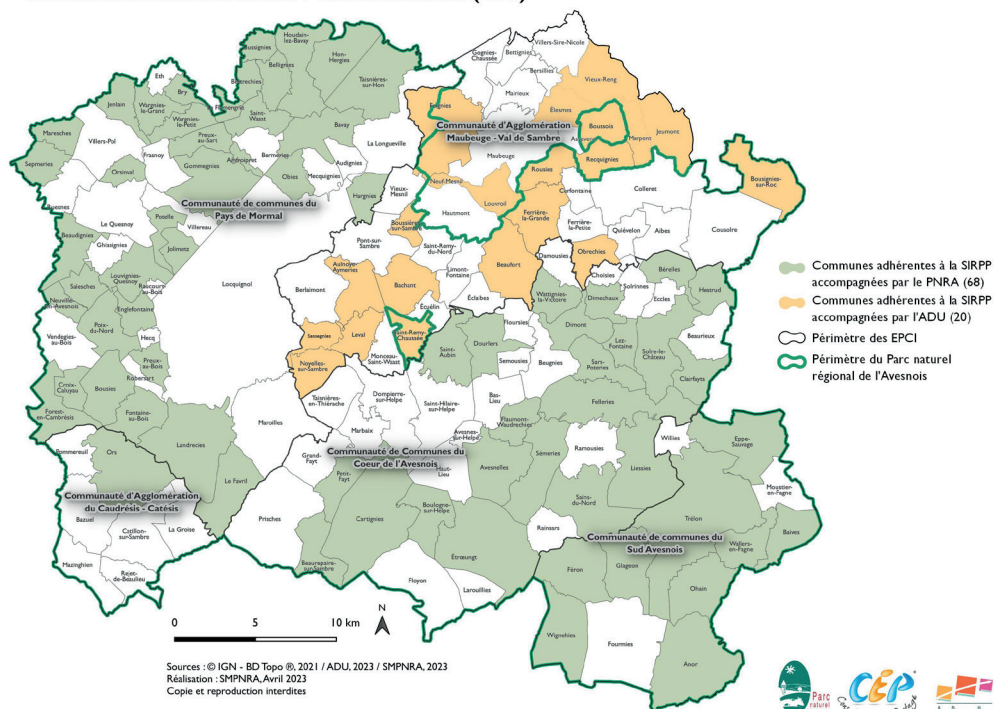 Houdain-
lez-Bavay
Gussignies
Bellignies
Hon-
Hergies
Bettrechies
Taisnières-
sur-Hon
Gognies-
Chaussée
Bettignies
Villers-Sire-Nicole
Bersillies
Mairieux
Vieux-Reng
Élesmes
Eth
Bry
Jenlain
Wargnies-
le-Grand
Wargnies-
le-Petit
La Flamengrie
Saint-
Waast
Bavay
Preux-
au-Sart
Maresches
Villers-Pol
Sepmeries
Orsinval
Frasnoy
Gommegnies
Amfroipret
Bermeries
Obies
Mecquignies
Audignies
La Longueville
Hargnies
Vieux-
Mesnil
Feignies
Communauté d'Agglomération
Maubeuge - Val de Sambre
Maubeuge
Assevent
Boussois
Marpent
Jeumont
Recquignies
Rousies
Neuf-Mesnil
Louvroil
Hautmont
Cerfontaine
Colleret
Bousignies-
sur-Roc
Ferrière-
la-Grande
Ferrière-
la-Petite
Quiévelon
Aibes
Cousolre
Communauté de communes du
Pays de Mormal
Ruesnes
Le Quesnoy
Potelle
Villereau
Beaudignies
Ghissignies
Jolimetz
Louvignies-
Quesnoy
Raucourt-
au-Bois
Salesches
Englefontaine
Neuville-
en-Avesnois
Poix-
du-Nord
Vendegies-
au-Bois
Hecq
Preux-
au-Bois
Robersart
Croix-
Caluyau
Bousies
Forest-
en-Cambrésis
Fontaine-
au-Bois
Landrecies
Locquignol
Boussières-
sur-Sambre
Pont-sur-
Sambre
Saint-Remy-
du-Nord
Limont-
Fontaine
Beaufort
Damousies
Obrechies
Choisies
Wattignies-
la-Victoire
Aulnoye-
Aymeries
Bachant
Berlaimont
Écuélin
Éclaibes
Saint-Remy-
Chaussée
Sassegnies
Leval
Monceau-
Saint-Waast
Noyelles-
sur-Sambre
Dimechaux
Solrinnes
Eccles
Bérelles
Hestrud
Beaurieux
Dimont
Floursies
Dourlers
Saint-
Aubin
Semousies
Beugnies
Lez-
Fontaine
Solre-le-
Château
Sars-
Poteries
Clairfayts
Felleries
Taisnières-
en-Thiérache
Dompierre-
sur-Helpe
Saint-Hilaire-
sur-Helpe
Bas-
Lieu
Flaumont-
Waudrechies
Maroilles
Marbaix
Avesnes-
sur-Helpe
Communauté de Communes du
Coeur de l'Avesnois
Grand-
Fayt
Petit-
Fayt
Haut-
Lieu
Avesnelles
Sémeries
Ramousies
Willies
Liessies
Eppe-
Sauvage
Moustier-
en-Fagne
Sains-
du-Nord
Trélon
Baives
Wallers-
en-Fagne
Rainsars
Communauté de communes du
Sud Avesnois
Prisches
Cartignies
Boulogne-
sur-Helpe
Étrœungt
Beaurepaire-
sur-Sambre
Floyon
Larouillies
Féron
Glageon
Ohain
Wignehies
Fourmies
Anor
Pommereuil
Ors
Le Favril
Communauté d'Agglomération
du Caudrésis - Catésis
Bazuel
Catillon-
sur-Sambre
La Groise
Mazinghien
Rejet-
de-Beaulieu
Communes adhérentes à la SIRPP
accompagnées par le PNRA (68)
Communes adhérentes à la SIRPP
accompagnées par l'ADU (20)
Périmètre des EPCI
Périmètre du Parc naturel
régional de l'Avesnois
0 5 10 km
N
Sources : © IGN - BD Topo ®, 2021 / ADU, 2023 / SMPNRA, 2023
Réalisation : SMPNRA, Avril 2023
Copie et reproduction interdites
Parc
naturel
CÉP